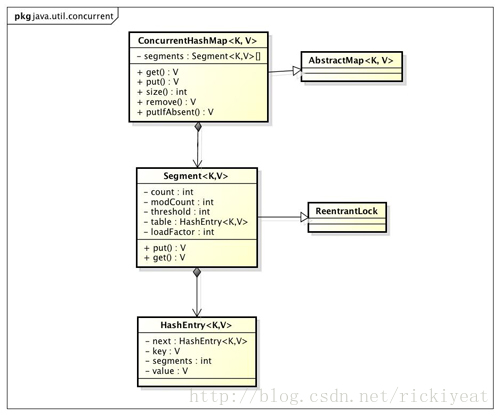 pkg java.util.concurrent
ConcurrentHashMap<K, V>
- segments : Segment<K,V>[]
+ get() : V
+ put() : V
+ size() : int
+ remove() : V
+ putIfAbsent() : V
AbstractMap<K, V>
Segment<K,V>
- count : int
- modCount : int
- threshold : int
- table : HashEntry<K,V>
- loadFactor : int
+ put() : V
+ get() : V
ReentrantLock
HashEntry<K,V>
- next : HashEntry<K,V>
- key : V
- segments : int
- value : V
http://blog.csdn.net/rickiyeat